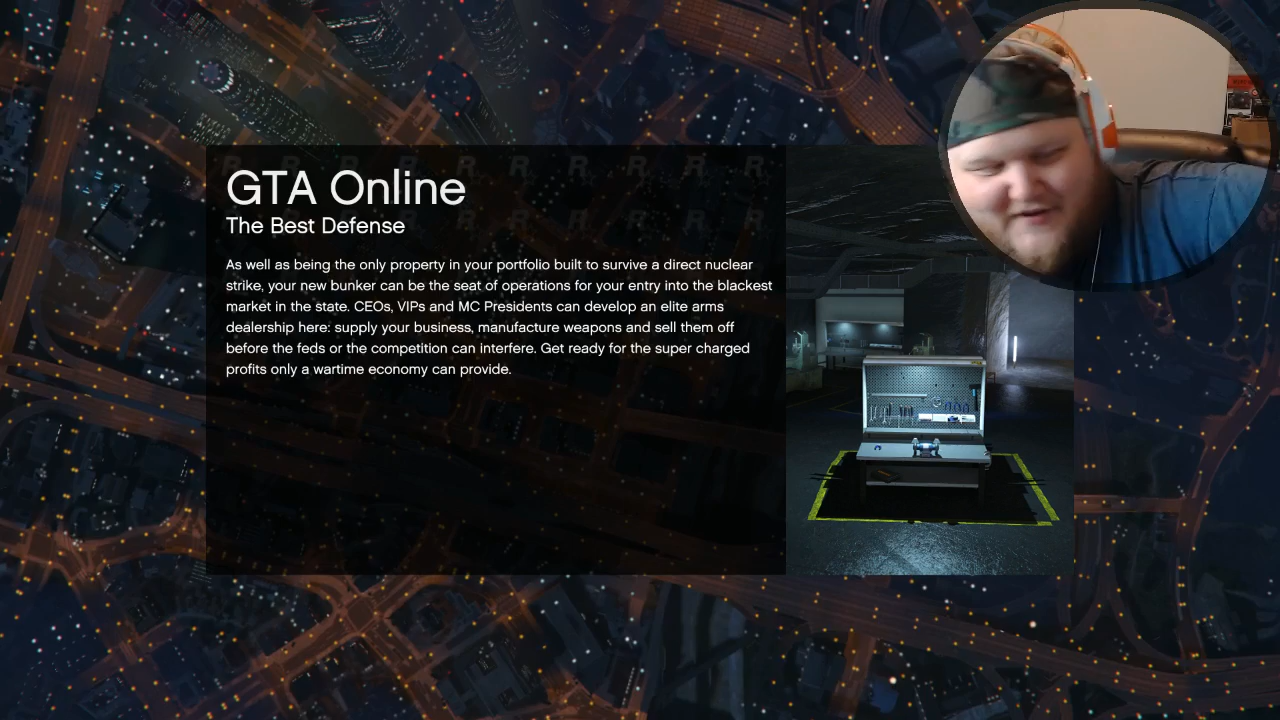 GTA Online
The Best Defense
As well as being the only property in your portfolio built to survive a direct nuclear
strike, your new bunker can be the seat of operations for your entry into the blackest
market in the state. CEOs, VIPs and MC Presidents can develop an elite arms
dealership here: supply your business, manufacture weapons and sell them off
before the feds or the competition can interfere. Get ready for the super charged
profits only a wartime economy can provide.